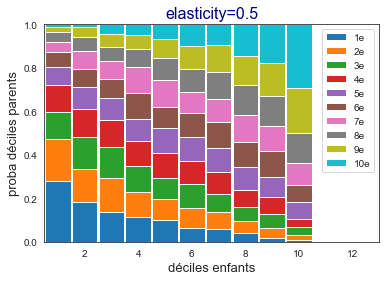 elasticity=0.5
proba déciles parents
1.0
0.8
0.6
0.4
0.2
0.0
2
4
6
8
10
12
déciles enfants
1e
2e
3e
4e
5e
6e
7e
8e
9e
10e